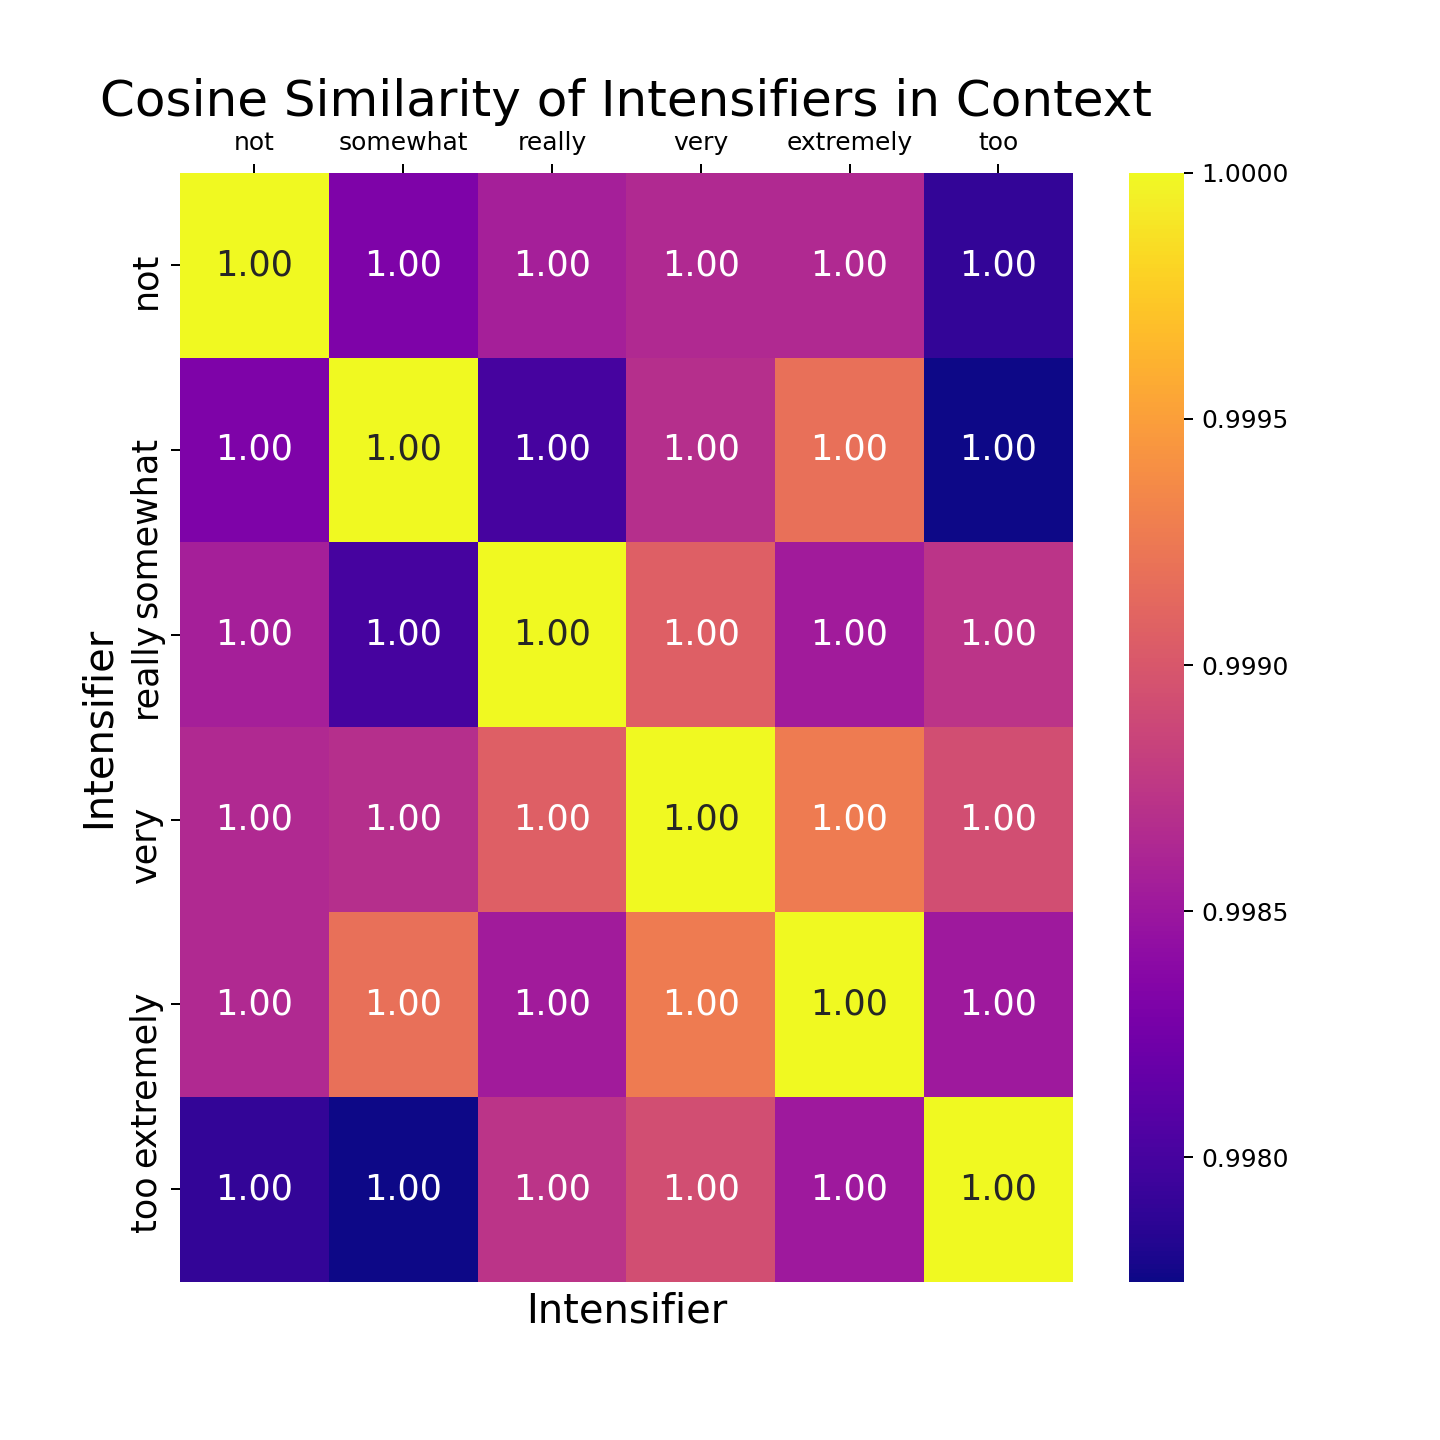 Cosine Similarity of Intensifiers in Context
not somewhat really very extremely too
1.0000
not 1.00 1.00 1.00 1.00 1.00 1.00
0.9995
somewhat 1.00 1.00 1.00 1.00 1.00 1.00
really 1.00 1.00 1.00 1.00 1.00 1.00
0.9990
Intensifier
very 1.00 1.00 1.00 1.00 1.00 1.00
0.9985
extremely 1.00 1.00 1.00 1.00 1.00 1.00
0.9980
too 1.00 1.00 1.00 1.00 1.00 1.00
Intensifier